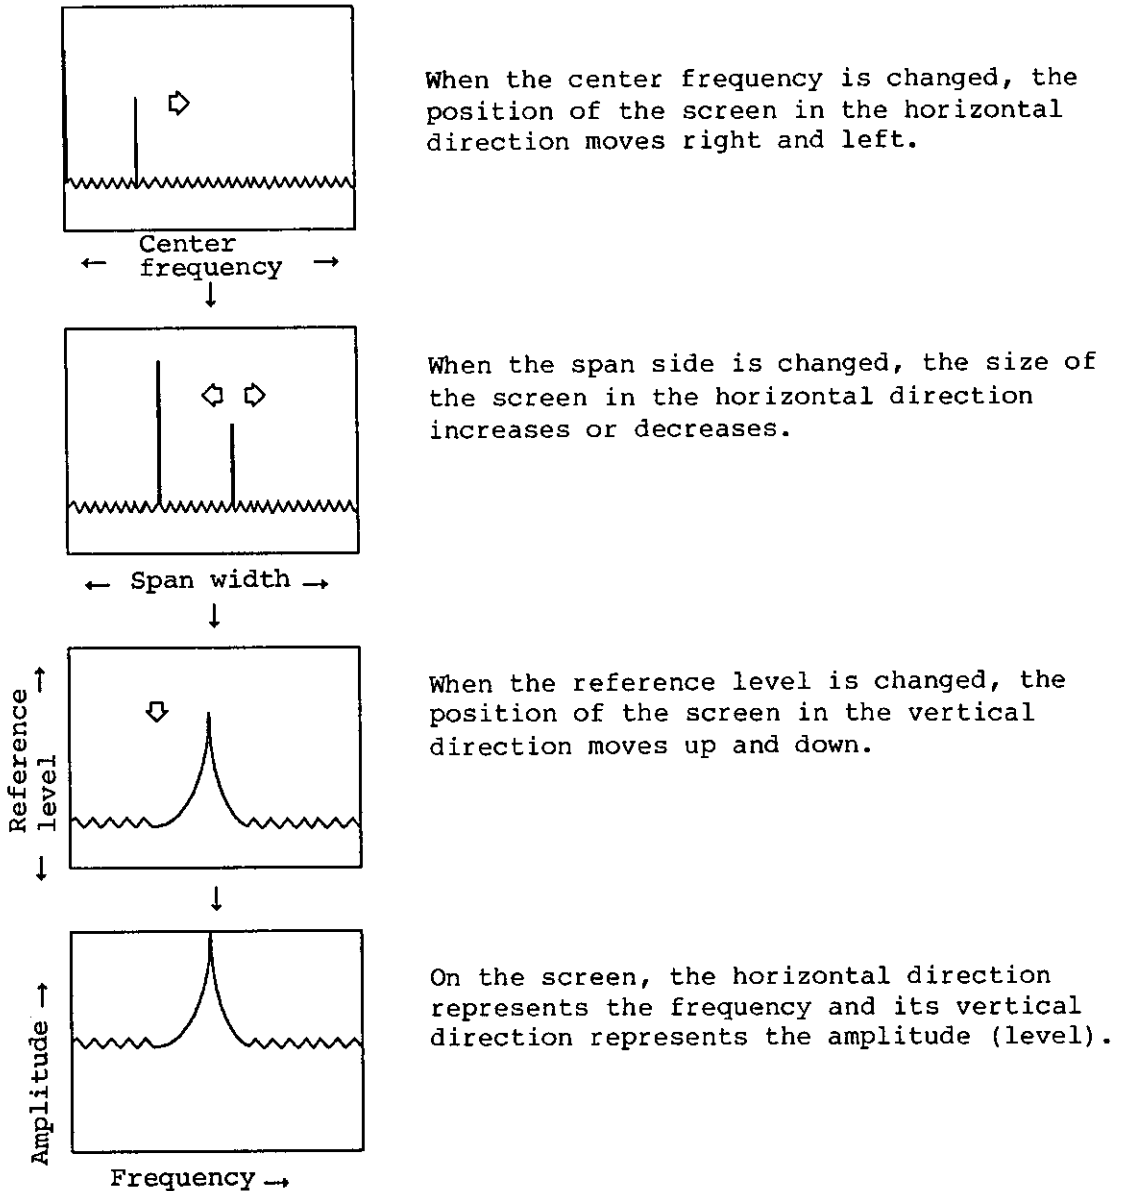 When the center frequency is changed, the
position of the screen in the horizontal
direction moves right and left.
← Center
frequency →
↓
When the span side is changed, the size of
the screen in the horizontal direction
increases or decreases.
← Span width →
↓
← Reference
level →
When the reference level is changed, the
position of the screen in the vertical
direction moves up and down.
↓
Amplitude →
On the screen, the horizontal direction
represents the frequency and its vertical
direction represents the amplitude (level).
Frequency →